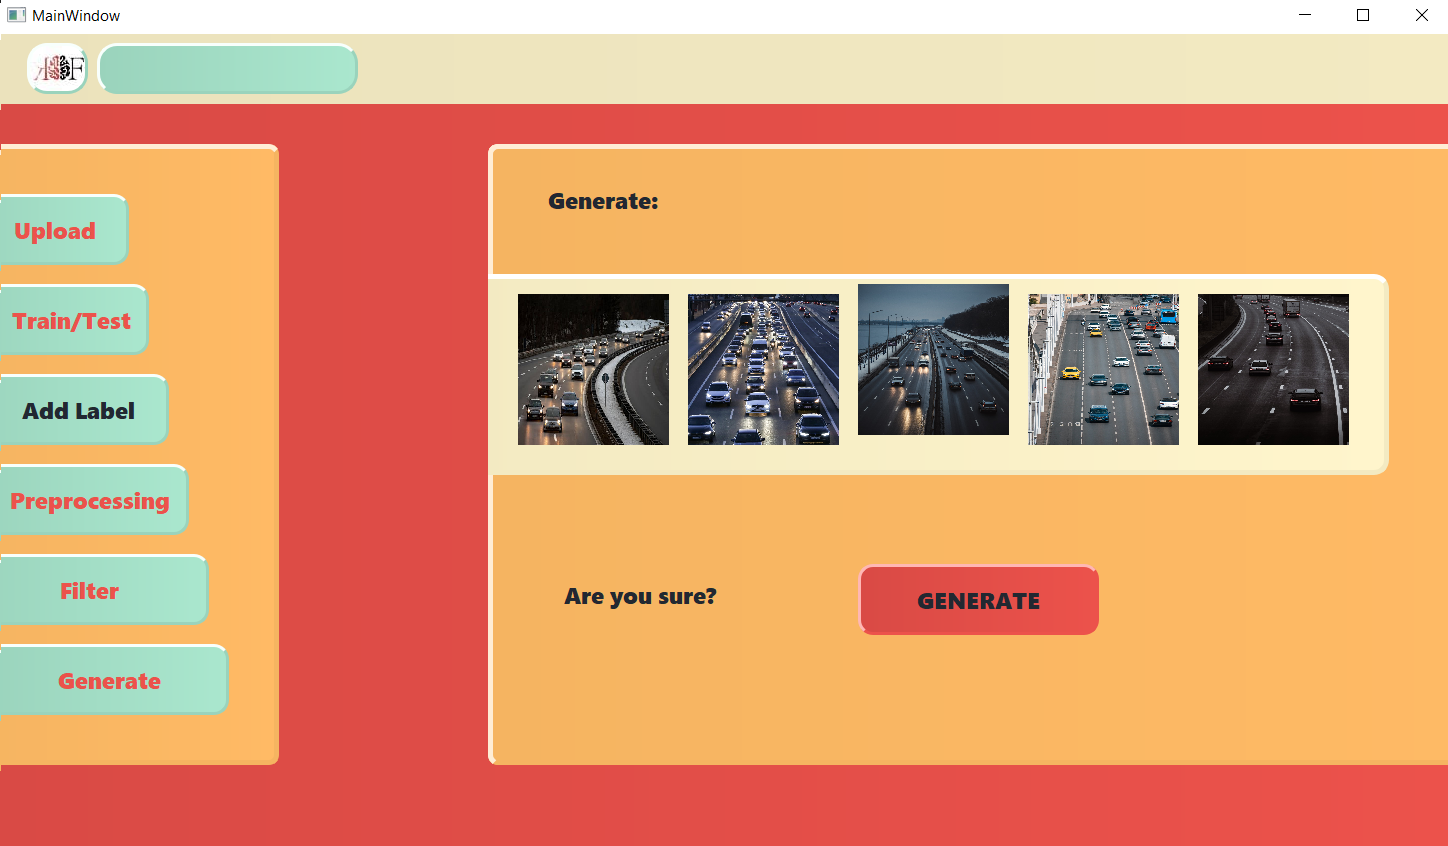 MainWindow
Upload
Train/Test
Add Label
Preprocessing
Filter
Generate
Generate:
Are you sure?
GENERATE